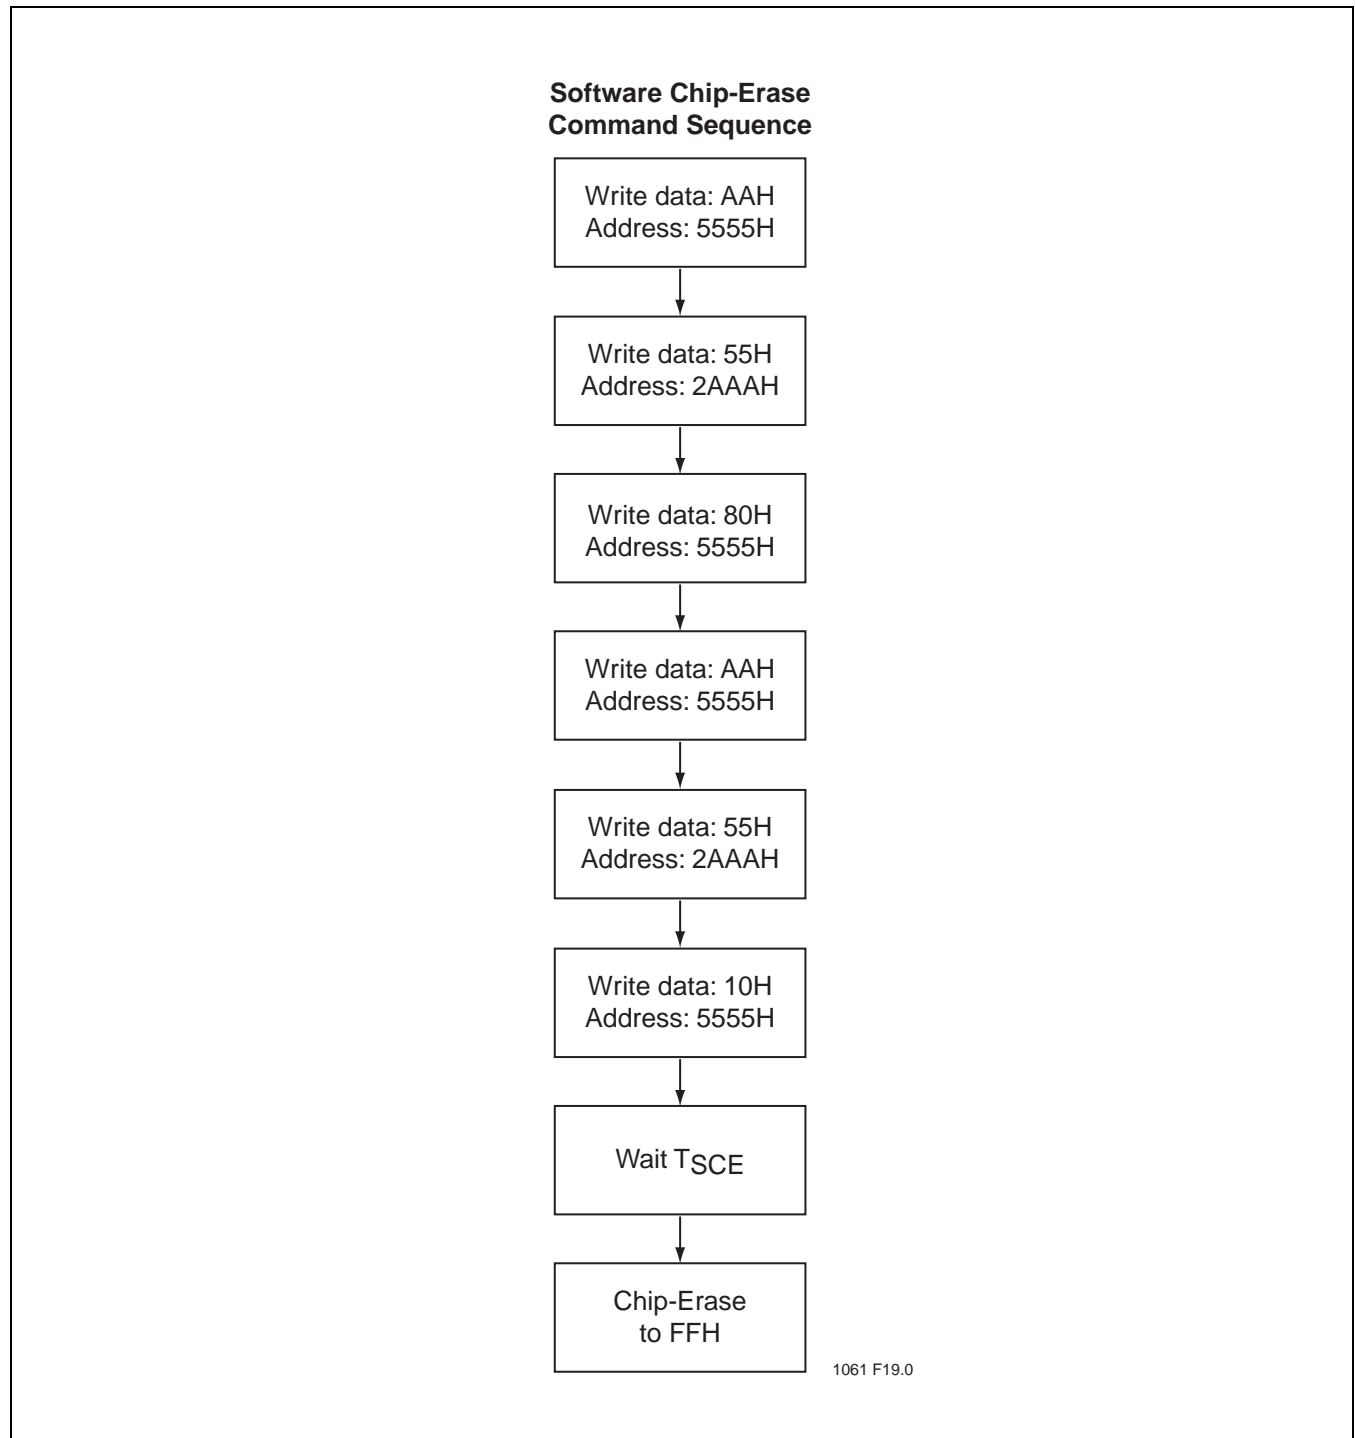 Software Chip-Erase
Command Sequence
Write data: AAH
Address: 5555H
Write data: 55H
Address: 2AAAH
Write data: 80H
Address: 5555H
Write data: AAH
Address: 5555H
Write data: 55H
Address: 2AAAH
Write data: 10H
Address: 5555H
Wait TSCE
Chip-Erase
to FFH
1061 F19.0